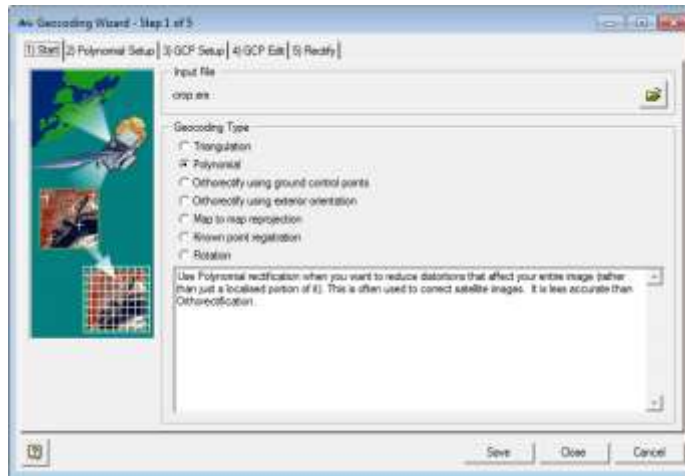 Geocoding Wizard - Step 1 of 5
1) Start 2) Polynomial Setup 3) GCP Setup 4) GCP Edit 5) Rectify
Input File
crop.ers
Geocoding Type
Triangulation
Polynomial
Orthorectify using ground control points
Orthorectify using exterior orientation
Map to map reprojection
Known point registration
Rotation
Use Polynomial rectification when you want to reduce distortions that affect your entire image (rather
than just a localised portion of it). This is often used to correct satellite images. It is less accurate than
Orthorectification.
Save Close Cancel